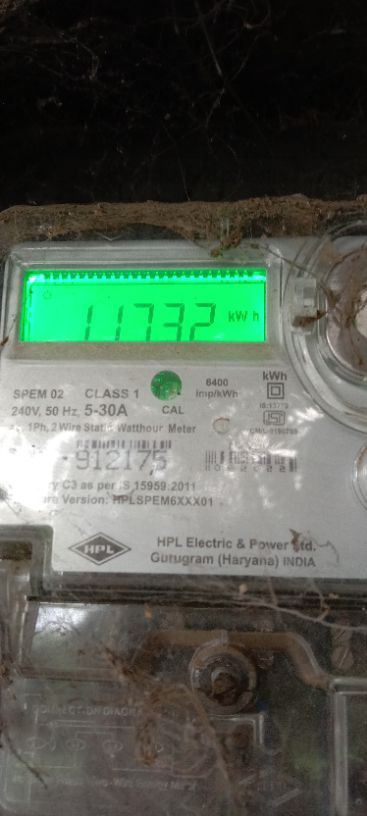 11732 kWh
SPEM 02 CLASS 1 6400 kWh
240V, 50 Hz, 5-30A CAL imp/kWh
1Ph, 2 Wire Static Watthour Meter
912175
C3 as per IS 15959:2011
Version: HPLSPEM6XXX01
HPL
HPL Electric & Power Ltd.
Gurugram (Haryana) INDIA